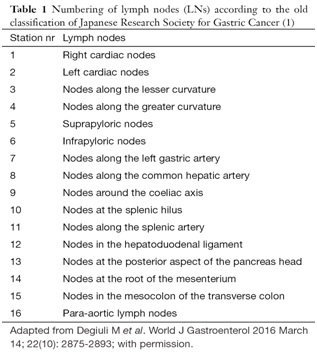 Table 1 Numbering of lymph nodes (LNs) according to the old
classification of Japanese Research Society for Gastric Cancer (1)
Station nr Lymph nodes
1 Right cardiac nodes
2 Left cardiac nodes
3 Nodes along the lesser curvature
4 Nodes along the greater curvature
5 Suprapyloric nodes
6 Infrapyloric nodes
7 Nodes along the left gastric artery
8 Nodes along the common hepatic artery
9 Nodes around the coeliac axis
10 Nodes at the splenic hilus
11 Nodes along the splenic artery
12 Nodes in the hepatoduodenal ligament
13 Nodes at the posterior aspect of the pancreas head
14 Nodes at the root of the mesenterium
15 Nodes in the mesocolon of the transverse colon
16 Para-aortic lymph nodes
Adapted from Degiuli M et al. World J Gastroenterol 2016 March
14; 22(10): 2875-2893; with permission.